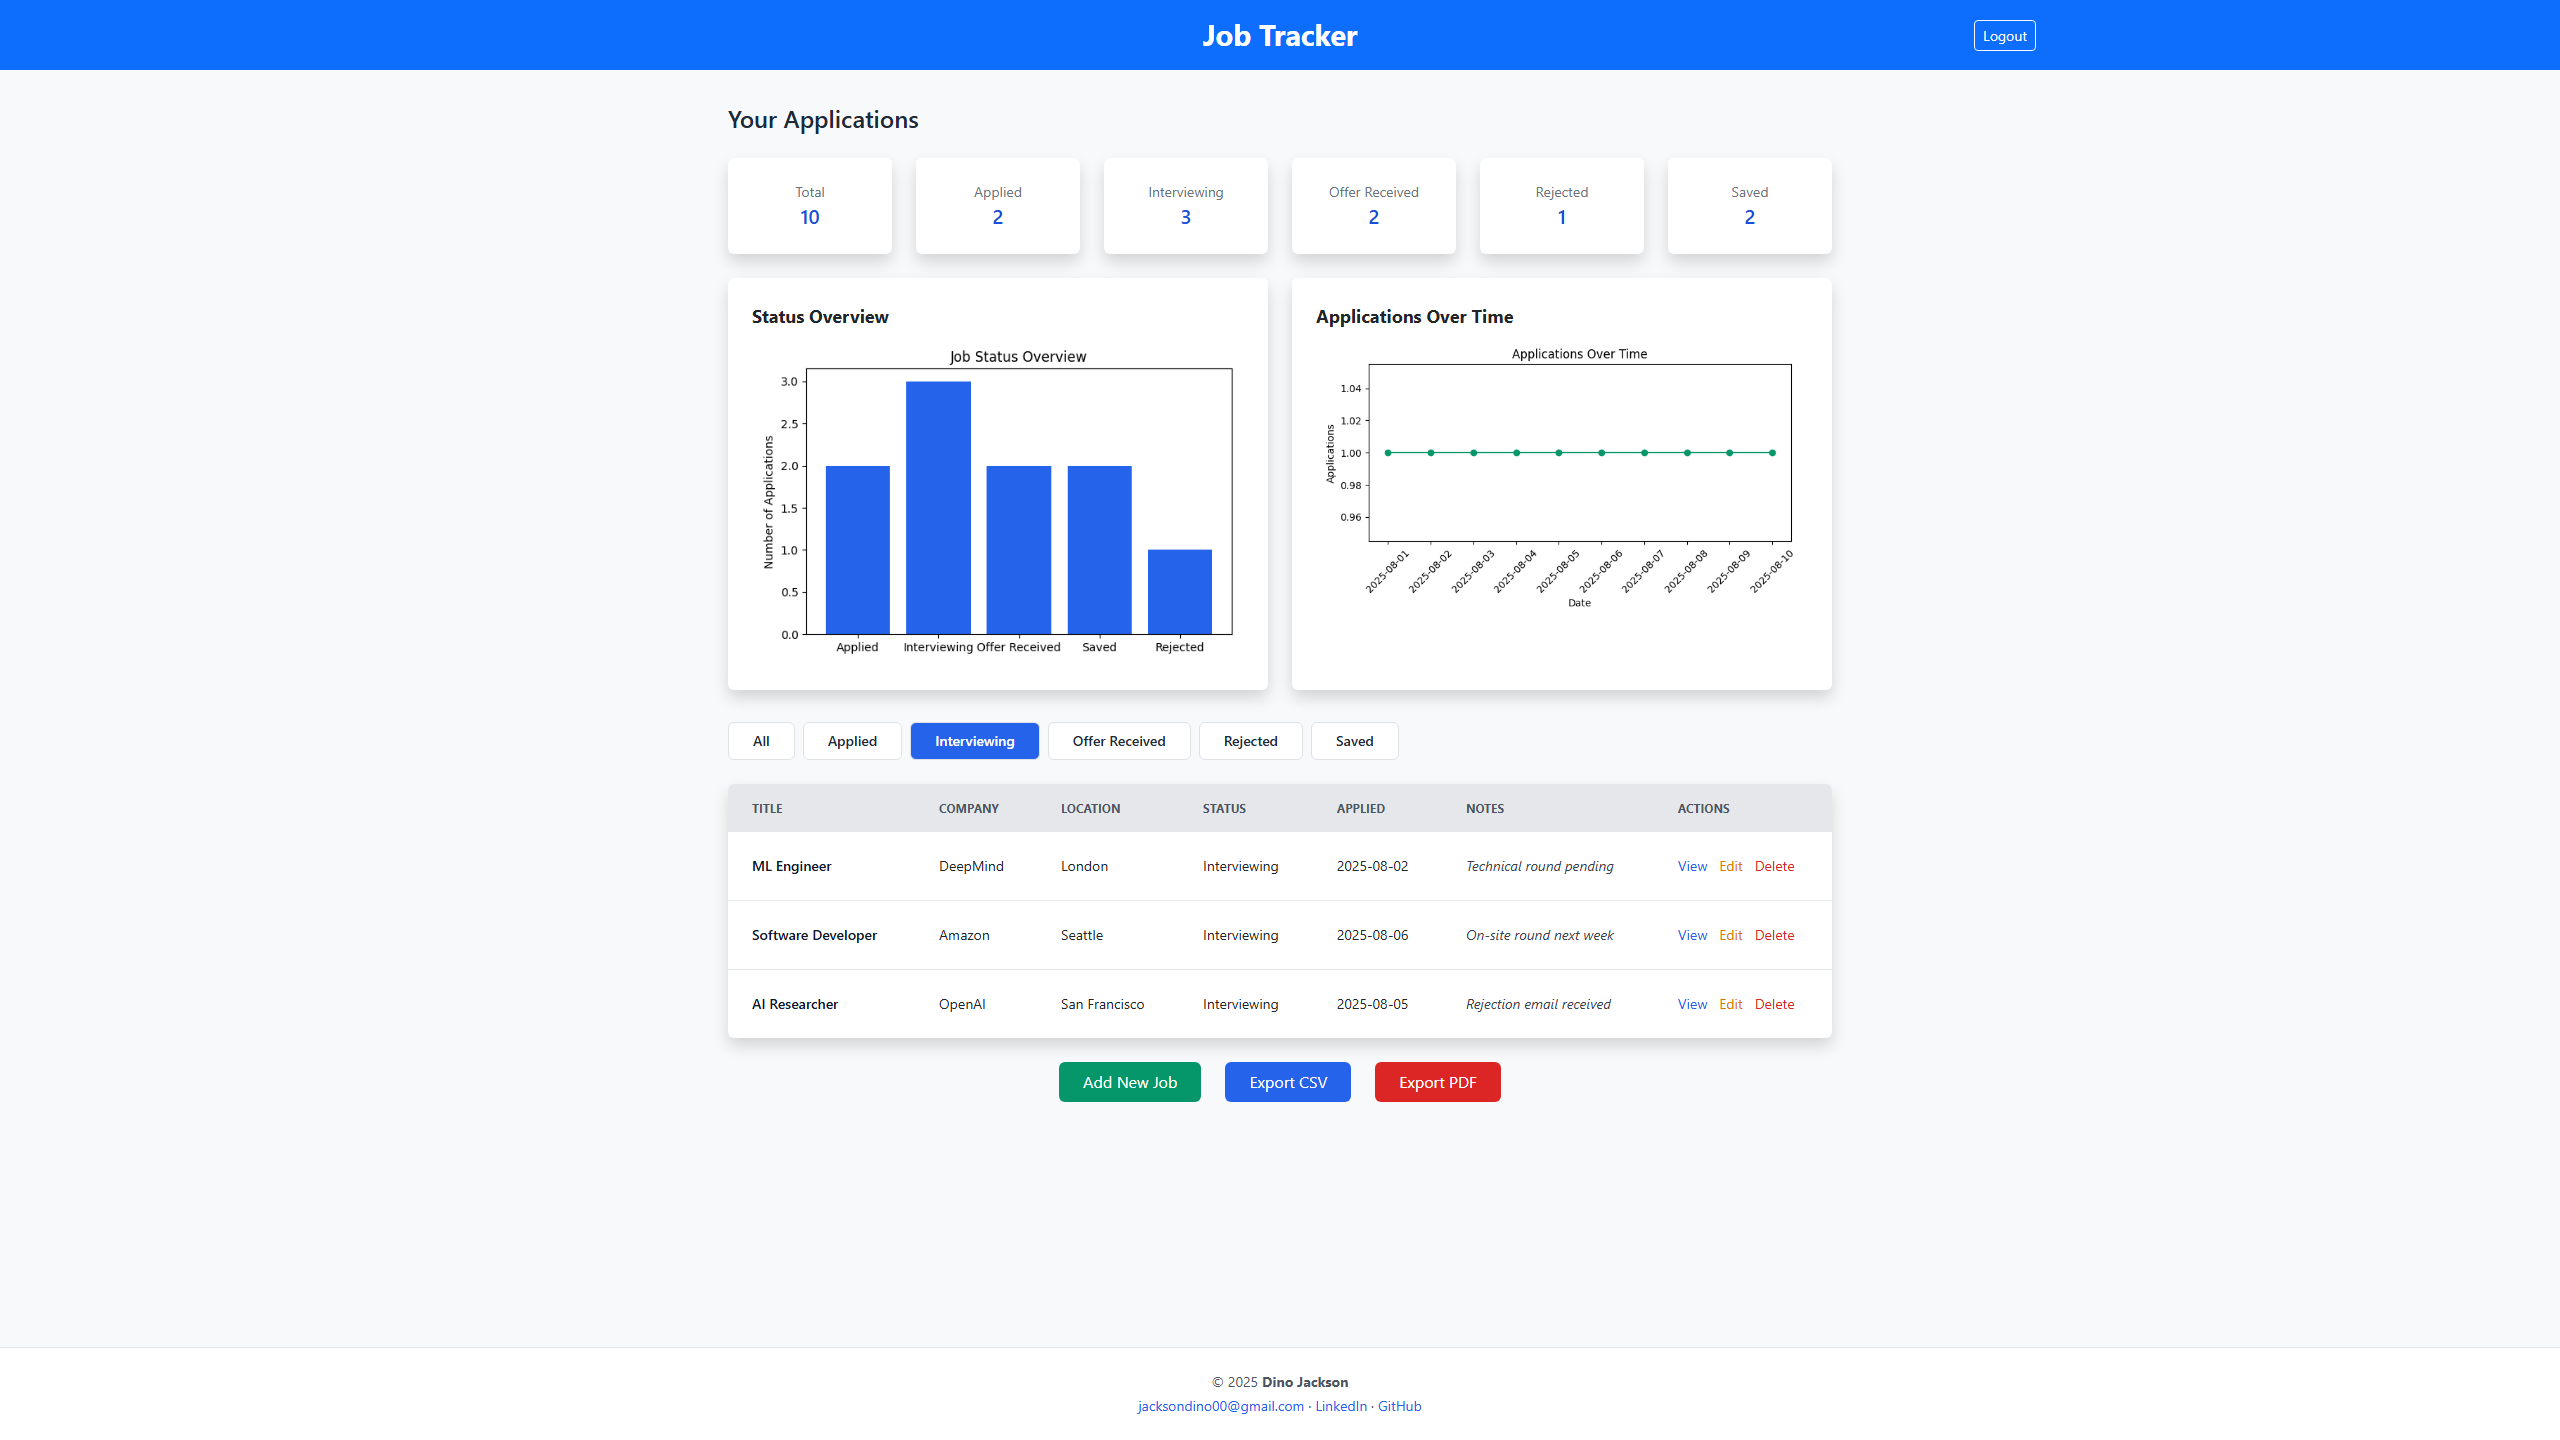 Job Tracker
Logout
Your Applications
Total
10
Applied
2
Interviewing
3
Offer Received
2
Rejected
1
Saved
2
Status Overview
Job Status Overview
3.0
2.5
2.0
1.5
1.0
0.5
0.0
Number of Applications
Applied Interviewing Offer Received Saved Rejected
Applications Over Time
Applications Over Time
1.04
1.02
1.00
0.98
0.96
Applications
2025-08-01 2025-08-02 2025-08-03 2025-08-04 2025-08-05 2025-08-06 2025-08-07 2025-08-08 2025-08-09 2025-08-10
Date
All Applied Interviewing Offer Received Rejected Saved
TITLE COMPANY LOCATION STATUS APPLIED NOTES ACTIONS
ML Engineer DeepMind London Interviewing 2025-08-02 Technical round pending View Edit Delete
Software Developer Amazon Seattle Interviewing 2025-08-06 On-site round next week View Edit Delete
AI Researcher OpenAI San Francisco Interviewing 2025-08-05 Rejection email received View Edit Delete
Add New Job Export CSV Export PDF
© 2025 Dino Jackson
jacksondino00@gmail.com · LinkedIn · GitHub